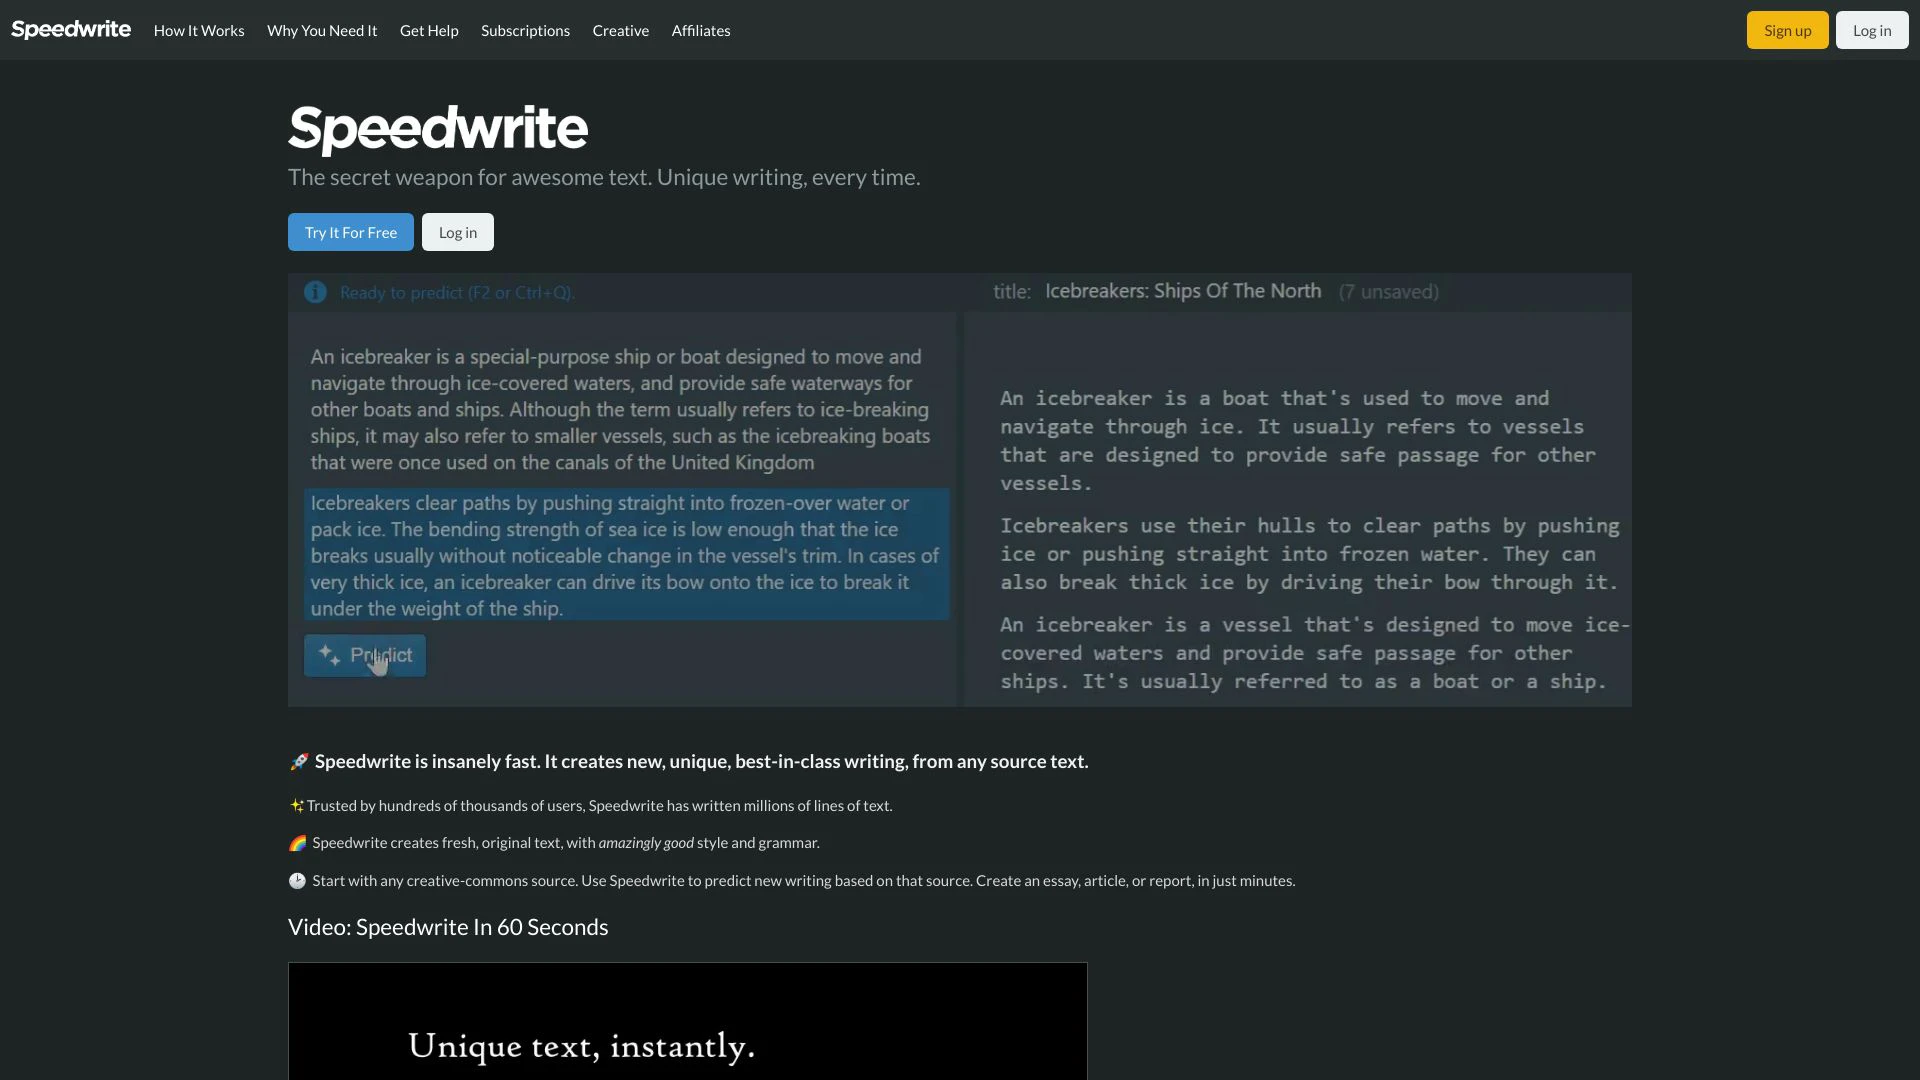 Speedwrite How It Works Why You Need It Get Help Subscriptions Creative Affiliates Sign up Log in
Speedwrite
The secret weapon for awesome text. Unique writing, every time.
Try It For Free Log in
Ready to predict (F2 or Ctrl+Q).
An icebreaker is a special-purpose ship or boat designed to move and
navigate through ice-covered waters, and provide safe waterways for
other boats and ships. Although the term usually refers to ice-breaking
ships, it may also refer to smaller vessels, such as the icebreaking boats
that were once used on the canals of the United Kingdom
Icebreakers clear paths by pushing straight into frozen-over water or
pack ice. The bending strength of sea ice is low enough that the ice
breaks usually without noticeable change in the vessel's trim. In cases of
very thick ice, an icebreaker can drive its bow onto the ice to break it
under the weight of the ship.
Predict
title: Icebreakers: Ships Of The North (7 unsaved)
An icebreaker is a boat that's used to move and
navigate through ice. It usually refers to vessels
that are designed to provide safe passage for other
vessels.
Icebreakers use their hulls to clear paths by pushing
ice or pushing straight into frozen water. They can
also break thick ice by driving their bow through it.
An icebreaker is a vessel that's designed to move ice-
covered waters and provide safe passage for other
ships. It's usually referred to as a boat or a ship.
🚀 Speedwrite is insanely fast. It creates new, unique, best-in-class writing, from any source text.
✨Trusted by hundreds of thousands of users, Speedwrite has written millions of lines of text.
🌈 Speedwrite creates fresh, original text, with amazingly good style and grammar.
🕑 Start with any creative-commons source. Use Speedwrite to predict new writing based on that source. Create an essay, article, or report, in just minutes.
Video: Speedwrite In 60 Seconds
Unique text, instantly.